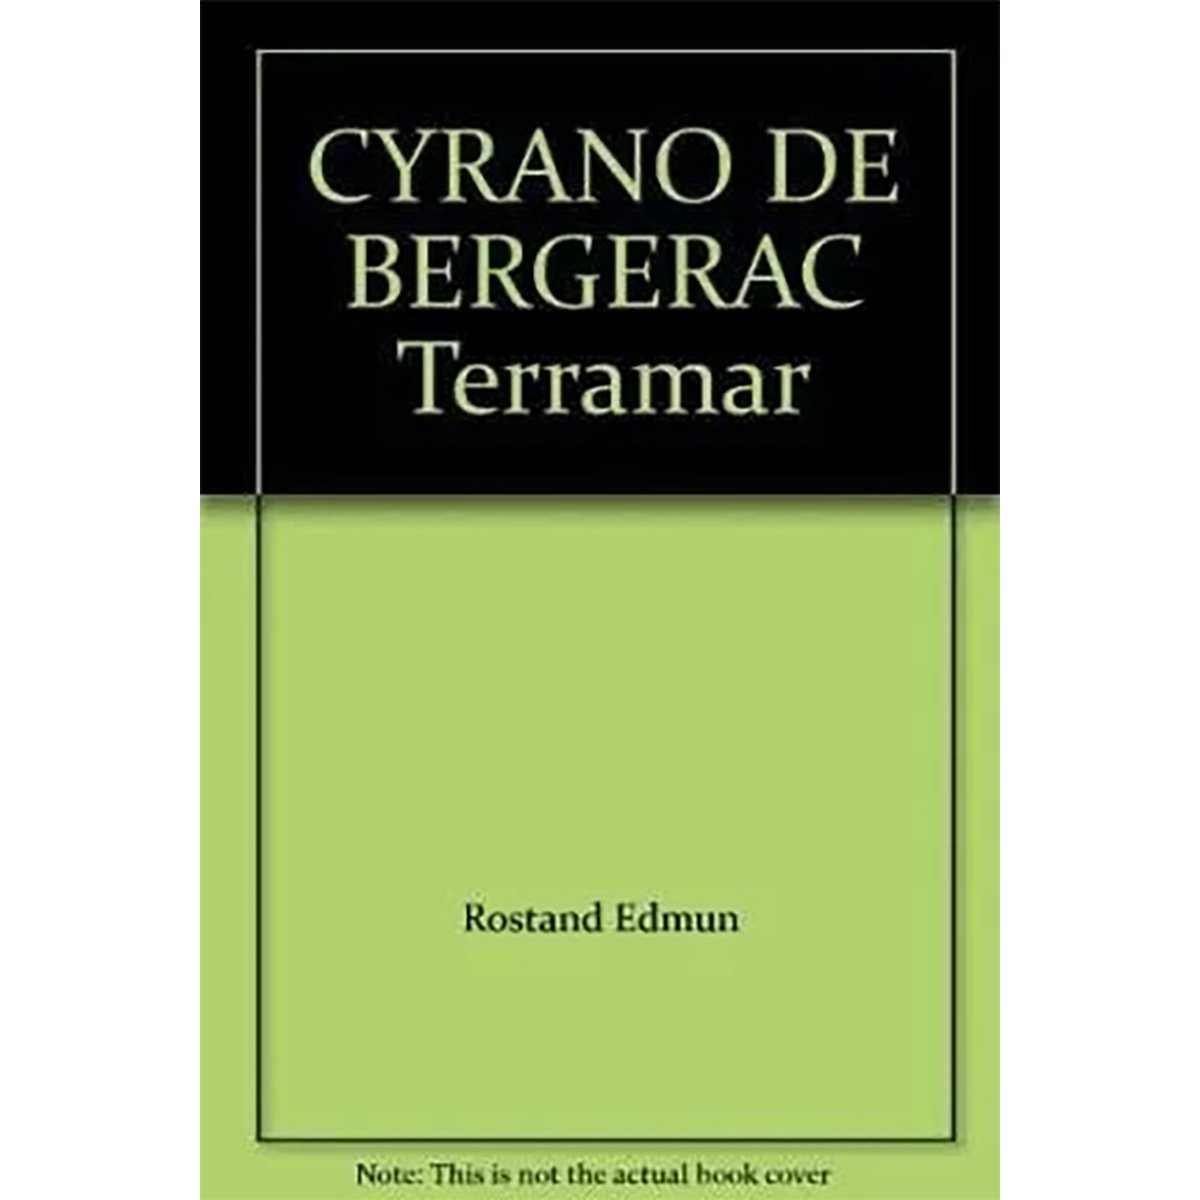 CYRANO DE
BERGERAC
Terramar
Rostand Edmun
Note: This is not the actual book cover